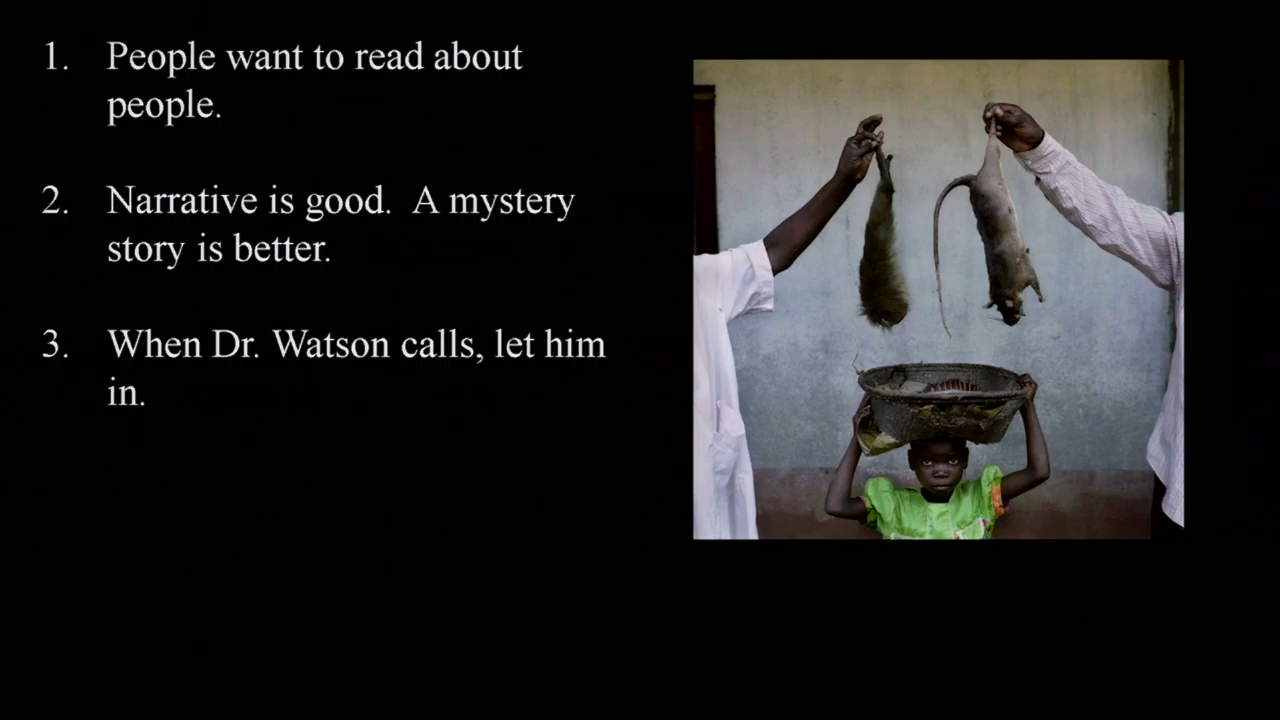 1. People want to read about
people.
2. Narrative is good.  A mystery
story is better.
3. When Dr. Watson calls, let him
in.